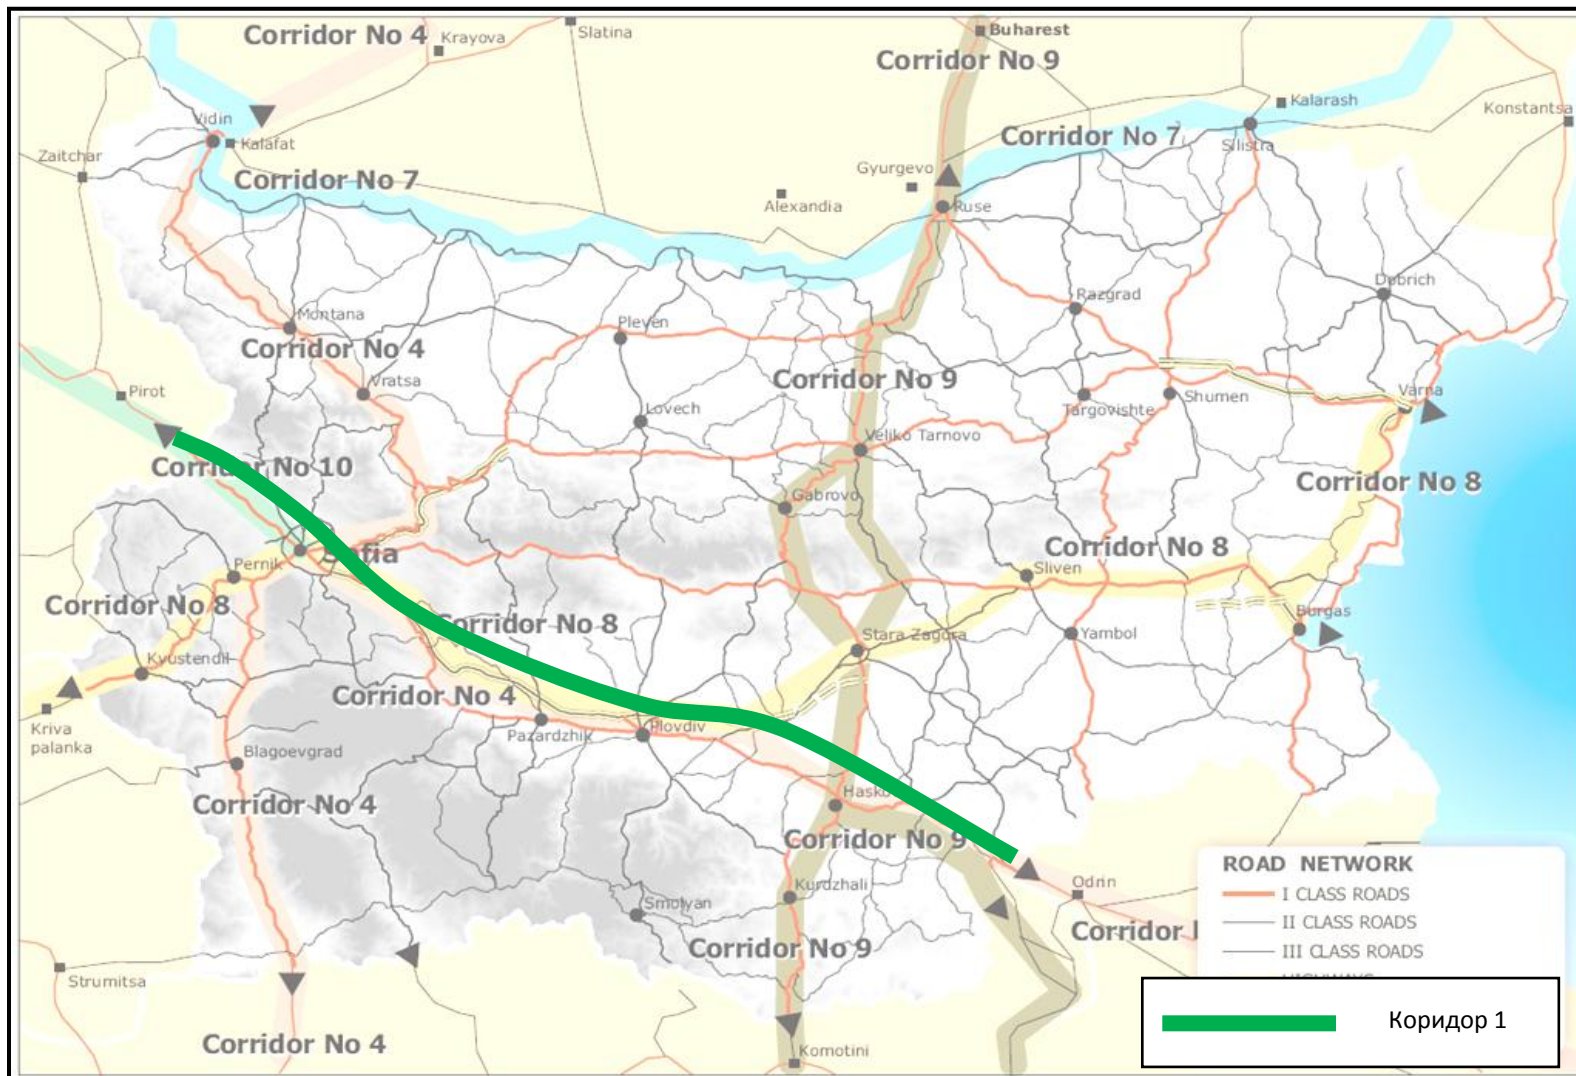 Corridor No 4
Krayova
Slatina
Buharest
Corridor No 9
Kalarash
Konstantsa
Vidin
Kalafat
Zaitchar
Corridor No 7
Silistra
Gyurgevo
Corridor No 7
Alexandia
Ruse
Dobrich
Razgrad
Montana
Pleven
Corridor No 4
Vratsa
Corridor No 9
Pirot
Lovech
Targovishte
Shumen
Varna
Veliko Tarnovo
Corridor No 10
Gabrovo
Corridor No 8
Sofia
Pernik
Corridor No 8
Sliven
Corridor No 8
Corridor No 8
Burgas
Yambol
Stara Zagora
Kyustendil
Corridor No 4
Kriva
palanka
Pazardzhik
Plovdiv
Blagoevgrad
Corridor No 4
Hasko
Corridor No 9
ROAD NETWORK
I CLASS ROADS
II CLASS ROADS
III CLASS ROADS
Odrin
Kurdzhali
Smolyan
Corridor
Corridor No 9
Strumitsa
Коридор 1
Corridor No 4
Komotini